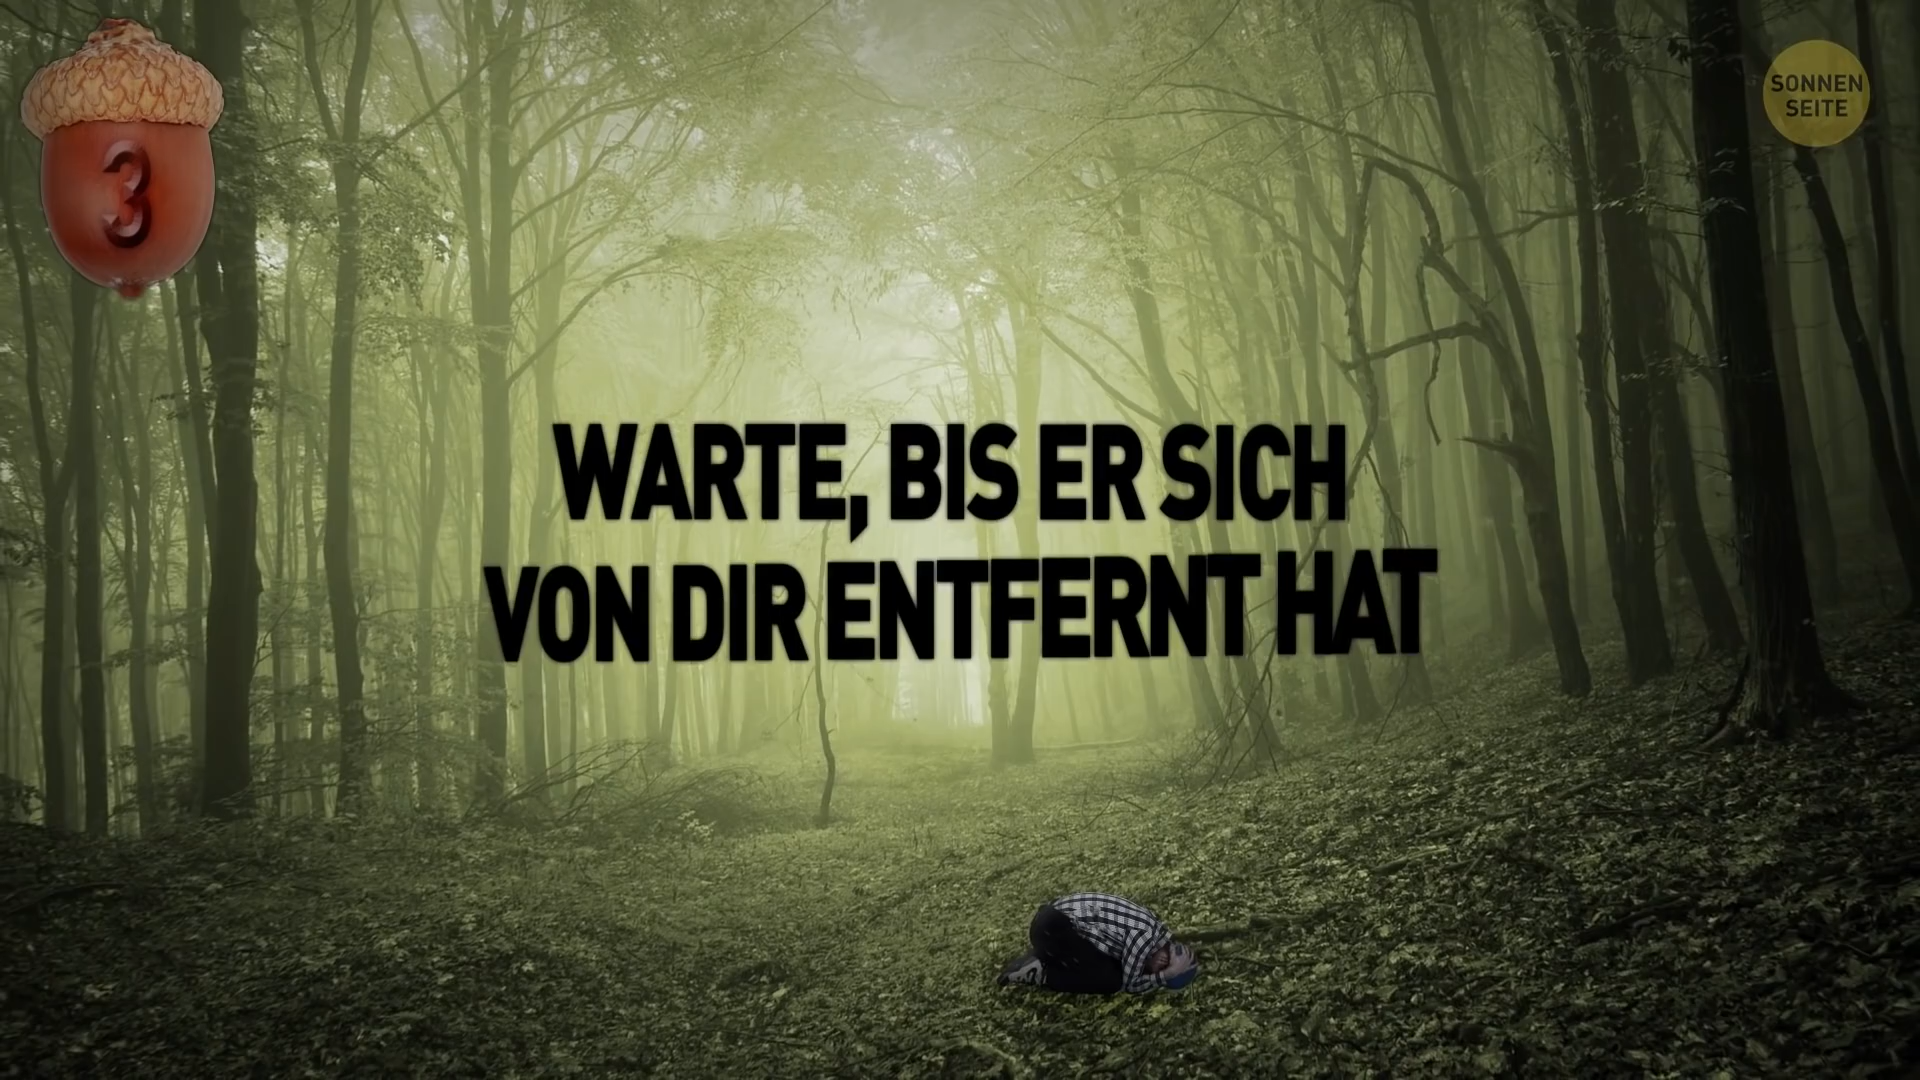 3
SONNEN
SEITE
WARTE, BIS ER SICH
VON DIR ENTFERNT HAT